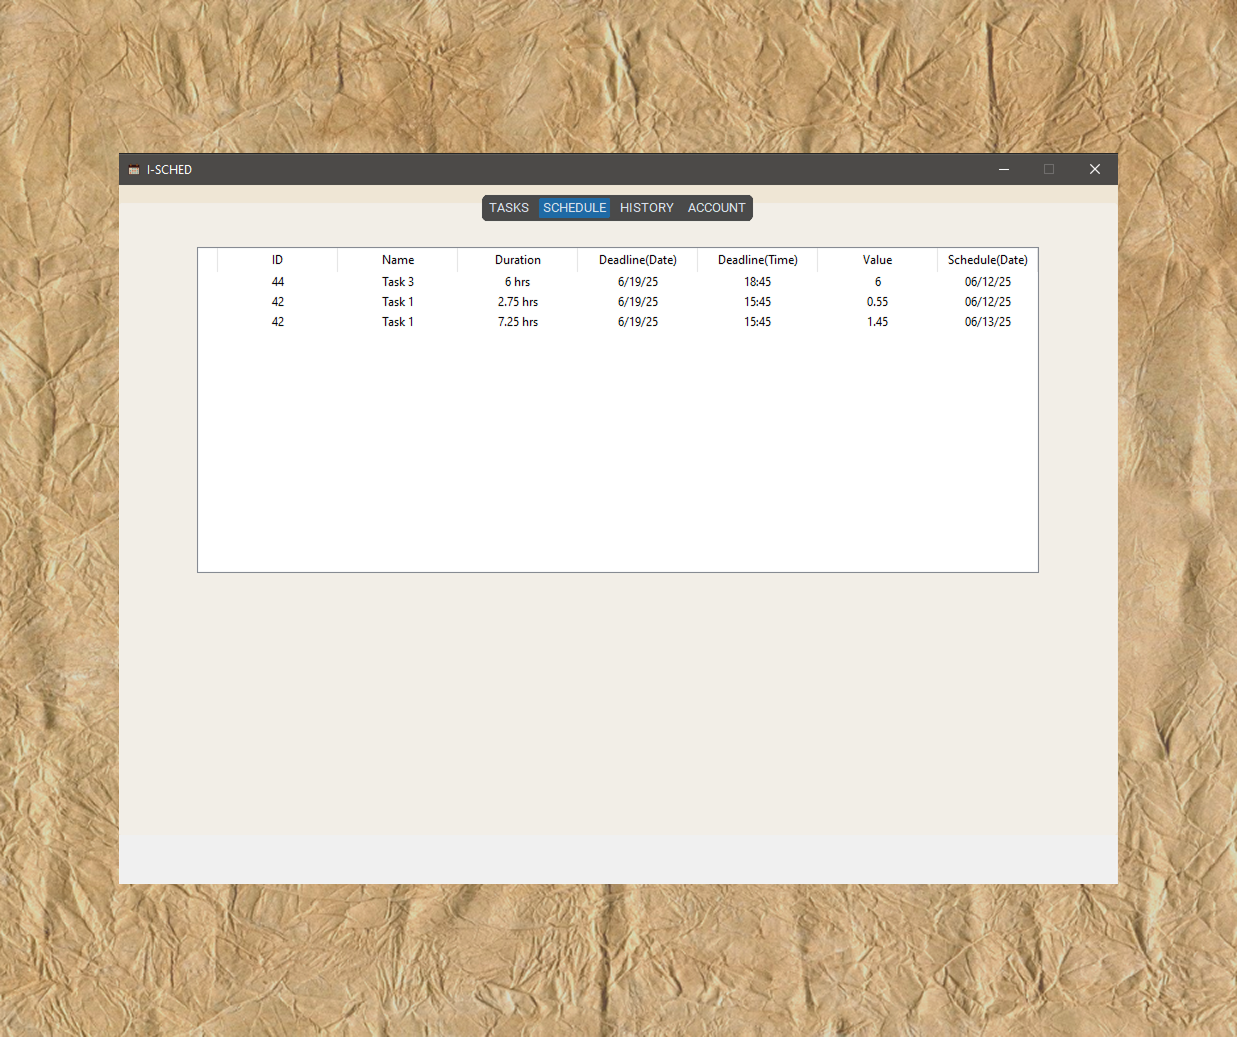 I-SCHED
TASKS SCHEDULE HISTORY ACCOUNT
ID Name Duration Deadline(Date) Deadline(Time) Value Schedule(Date)
44 Task 3 6 hrs 6/19/25 18:45 6 06/12/25
42 Task 1 2.75 hrs 6/19/25 15:45 0.55 06/12/25
42 Task 1 7.25 hrs 6/19/25 15:45 1.45 06/13/25